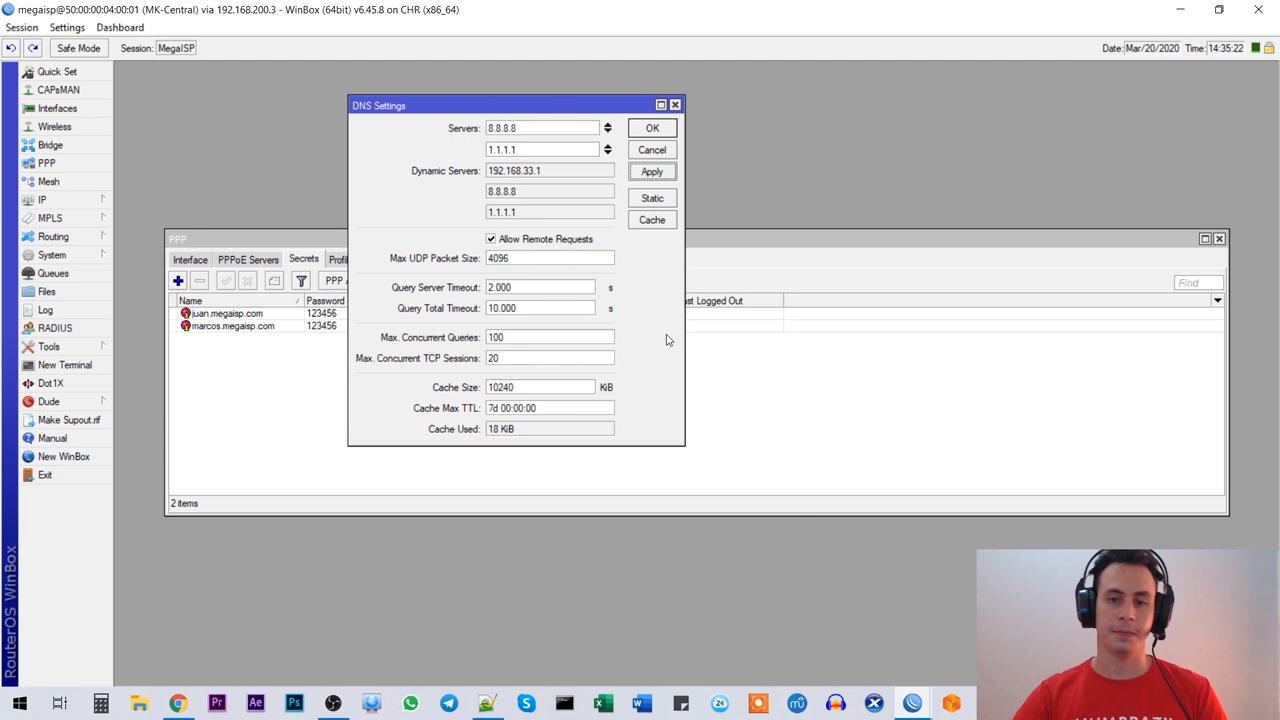 megaisp@50:00:00:04:00:01 (MK-Central) via 192.168.200.3 - WinBox (64bit) v6.45.8 on CHR (x86_64)
Session Settings Dashboard
Safe Mode Session: MegaISP Date: Mar/20/2020 Time: 14:35:22
Quick Set
CAPsMAN
Interfaces
Wireless
Bridge
PPP
Mesh
IP
MPLS
Routing
System
Queues
Files
Log
RADIUS
Tools
New Terminal
Dot1X
Dude
Make Supout.rif
Manual
New WinBox
Exit
RouterOS WinBox
DNS Settings
Servers: 8.8.8.8 OK
1.1.1.1 Cancel
Dynamic Servers: 192.168.33.1 Apply
8.8.8.8 Static
1.1.1.1 Cache
Allow Remote Requests
Max UDP Packet Size: 4096
Query Server Timeout: 2.000 s
Query Total Timeout: 10.000 s
Max. Concurrent Queries: 100
Max. Concurrent TCP Sessions: 20
Cache Size: 10240 KiB
Cache Max TTL: 7d 00:00:00
Cache Used: 18 KiB
PPP
Interface PPPoE Servers Secrets
PPP Find
Name Password Logged Out
juan.megaisp.com 123456
marcos.megaisp.com 123456
2 items
Pr Ae Ps 24